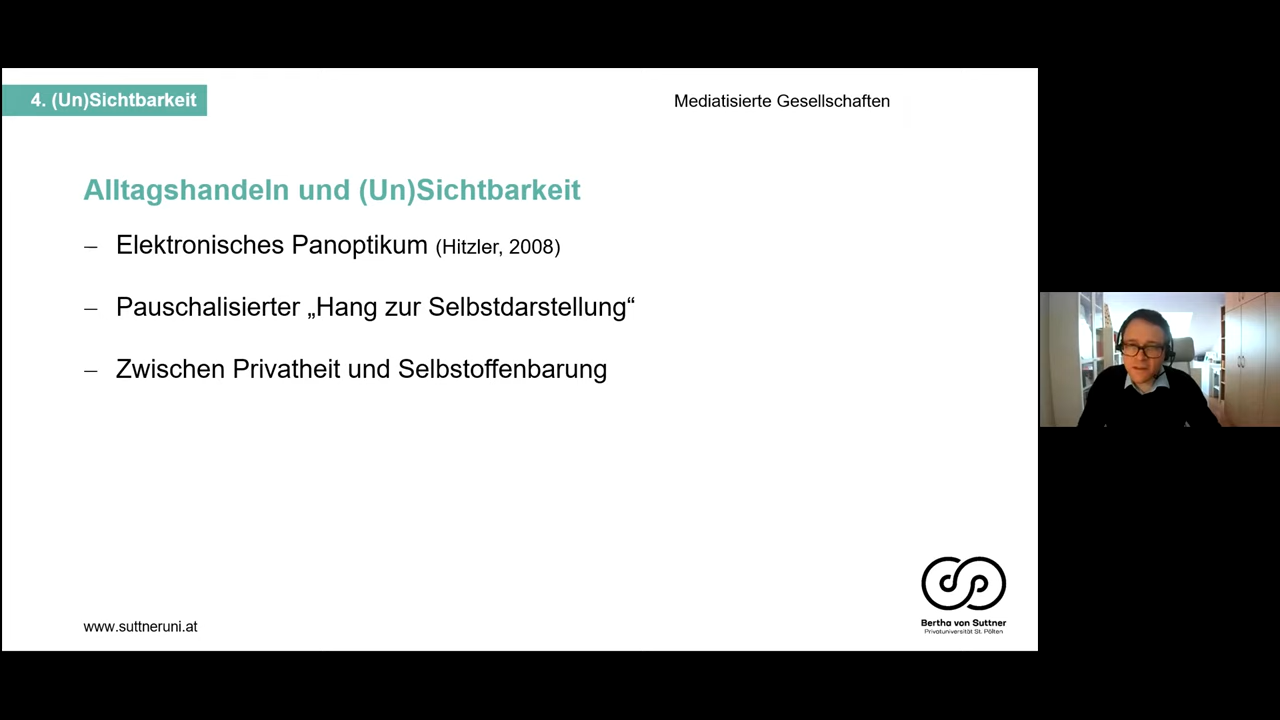 4. (Un)Sichtbarkeit
Mediatisierte Gesellschaften
Alltagshandeln und (Un)Sichtbarkeit
– Elektronisches Panoptikum (Hitzler, 2008)
– Pauschalisierter „Hang zur Selbstdarstellung“
– Zwischen Privatheit und Selbstoffenbarung
www.suttneruni.at
Bertha von Suttner
Privatuniversität St. Pölten